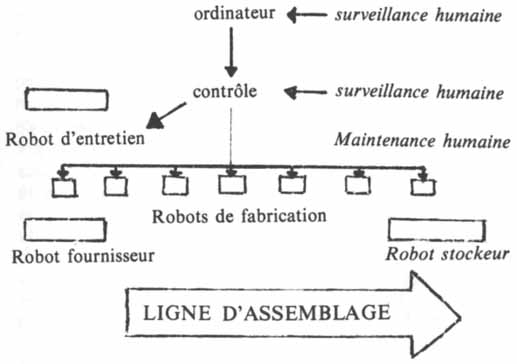 ordinateur surveillance humaine
contrôle surveillance humaine
Robot d'entretien Maintenance humaine
Robots de fabrication
Robot fournisseur Robot stockeur
LIGNE D'ASSEMBLAGE